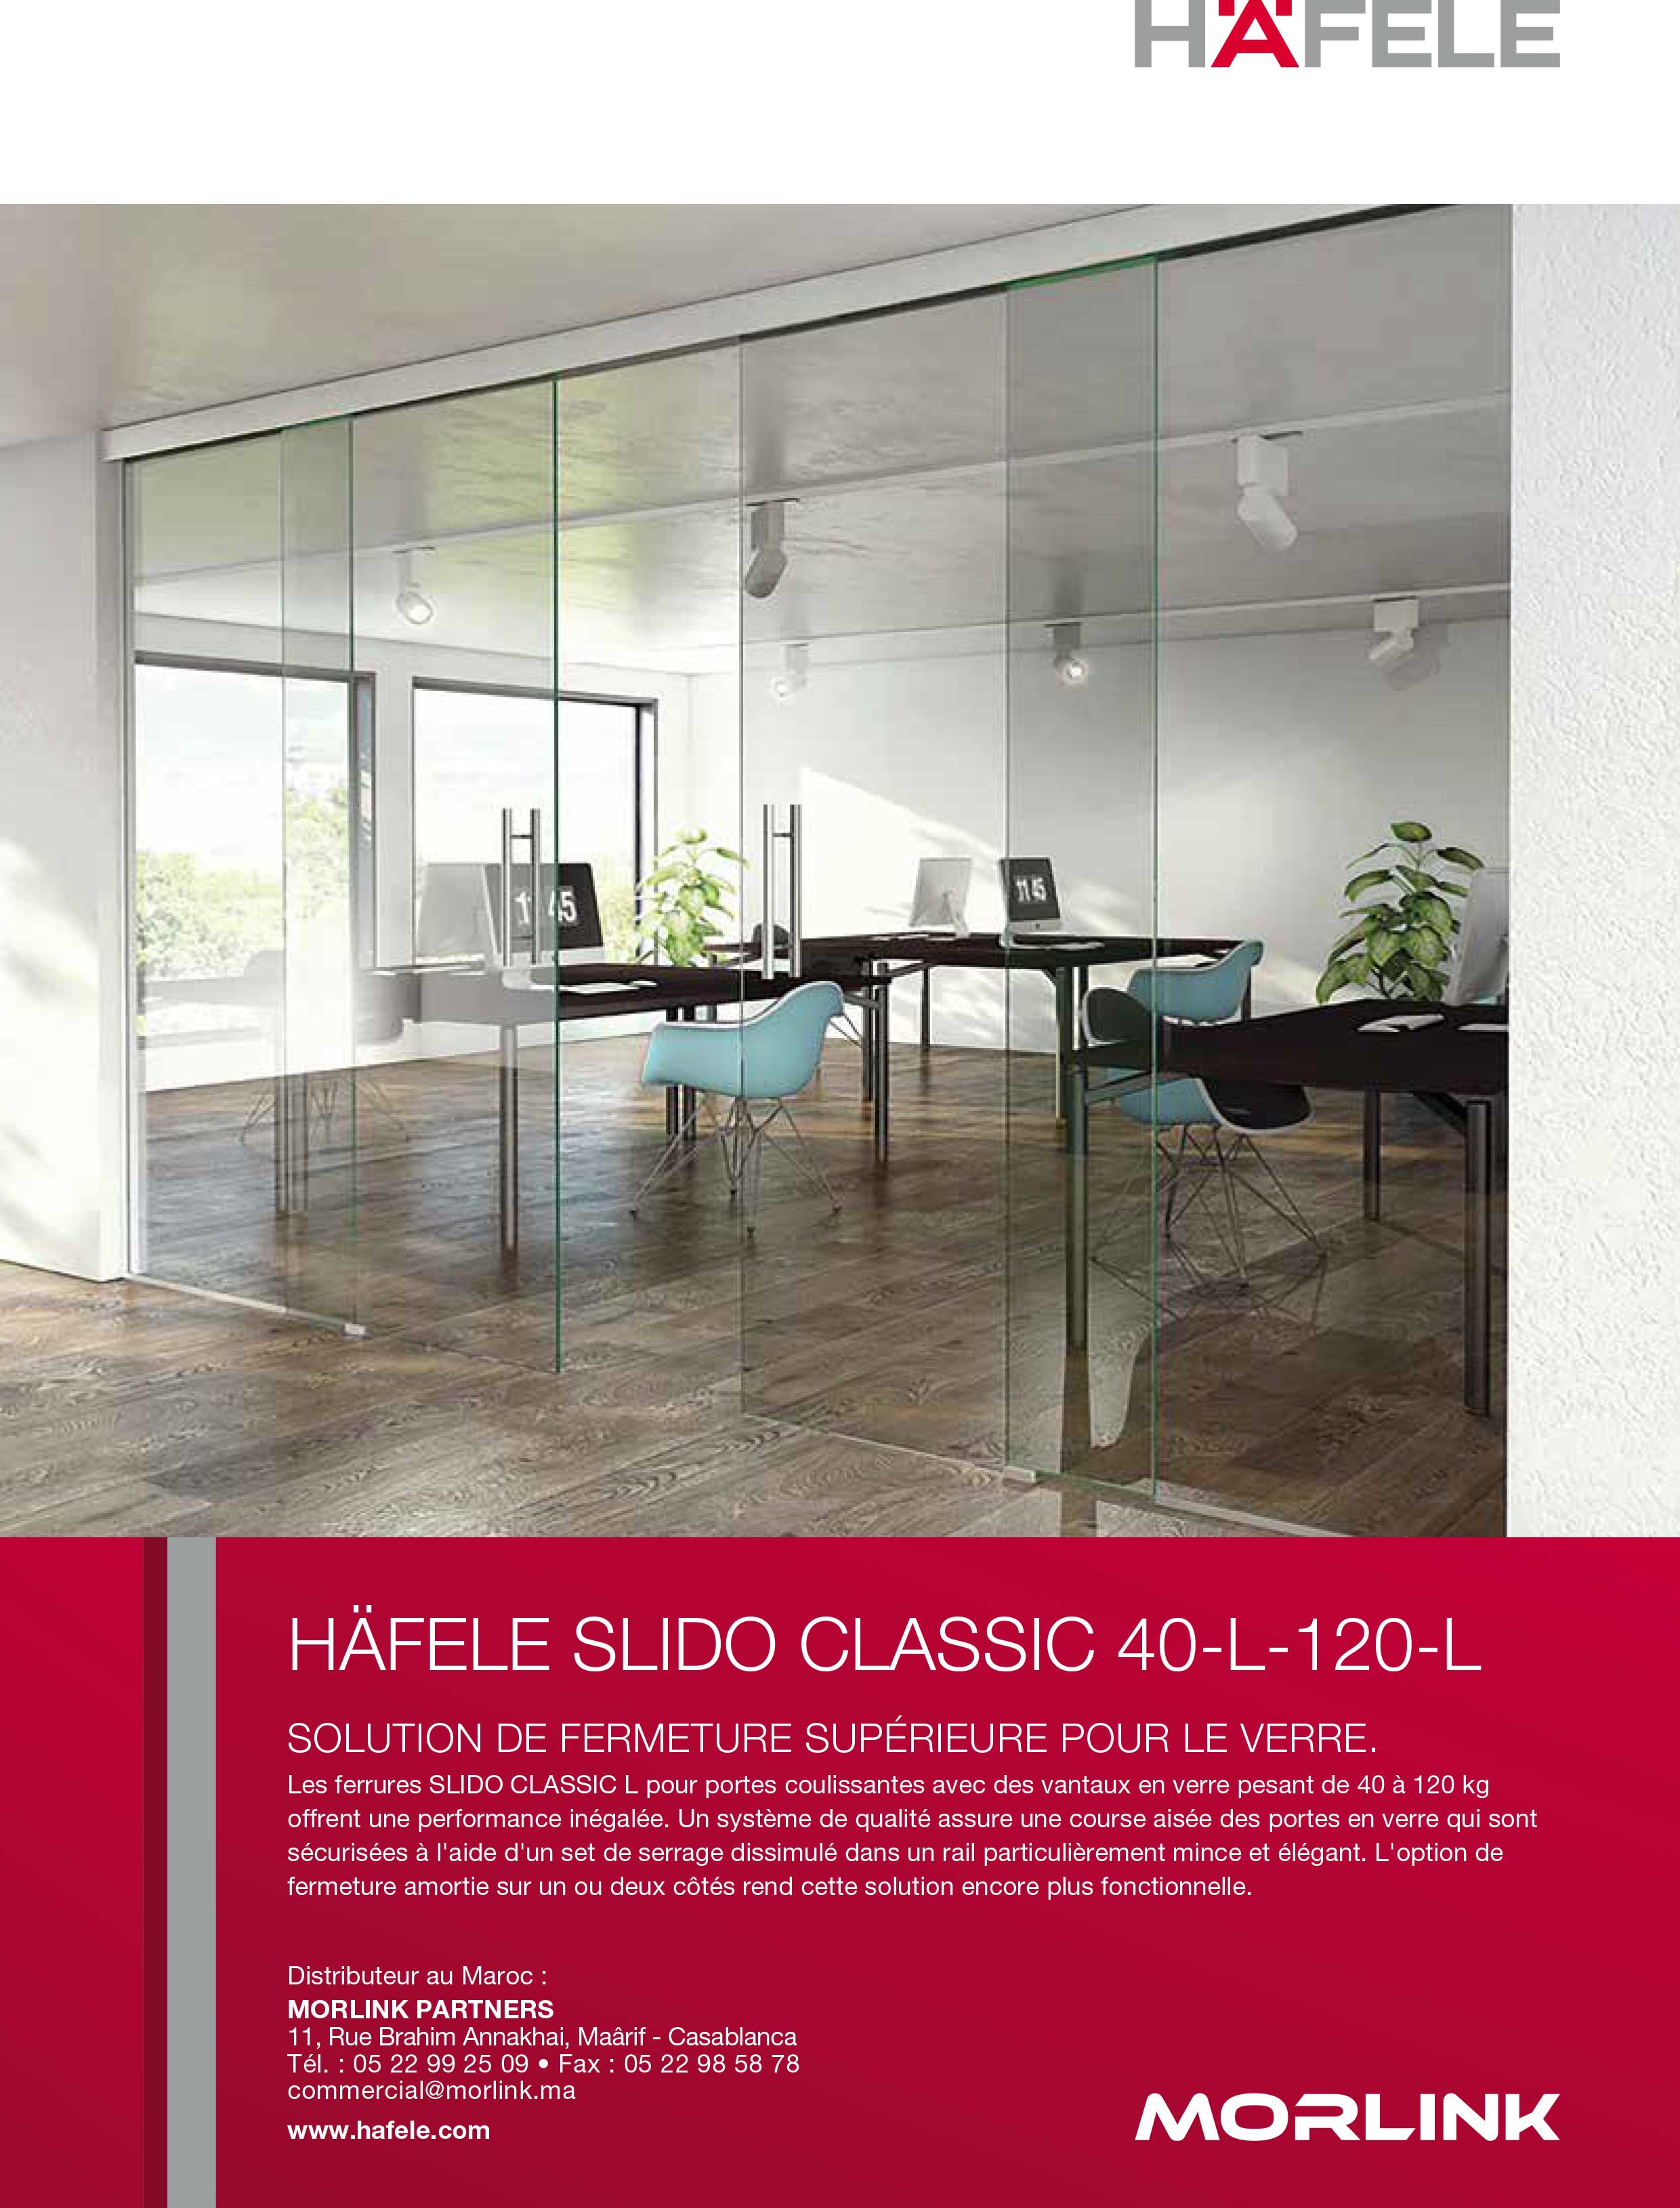 HÄFELE
11 45
11 45
HÄFELE SLIDO CLASSIC 40-L-120-L
SOLUTION DE FERMETURE SUPÉRIEURE POUR LE VERRE.
Les ferrures SLIDO CLASSIC L pour portes coulissantes avec des vantaux en verre pesant de 40 à 120 kg
offrent une performance inégalée. Un système de qualité assure une course aisée des portes en verre qui sont
sécurisées à l'aide d'un set de serrage dissimulé dans un rail particulièrement mince et élégant. L'option de
fermeture amortie sur un ou deux côtés rend cette solution encore plus fonctionnelle.
Distributeur au Maroc :
MORLINK PARTNERS
11, Rue Brahim Annakhai, Maârif - Casablanca
Tél. : 05 22 99 25 09 • Fax : 05 22 98 58 78
commercial@morlink.ma
www.hafele.com
MORLINK